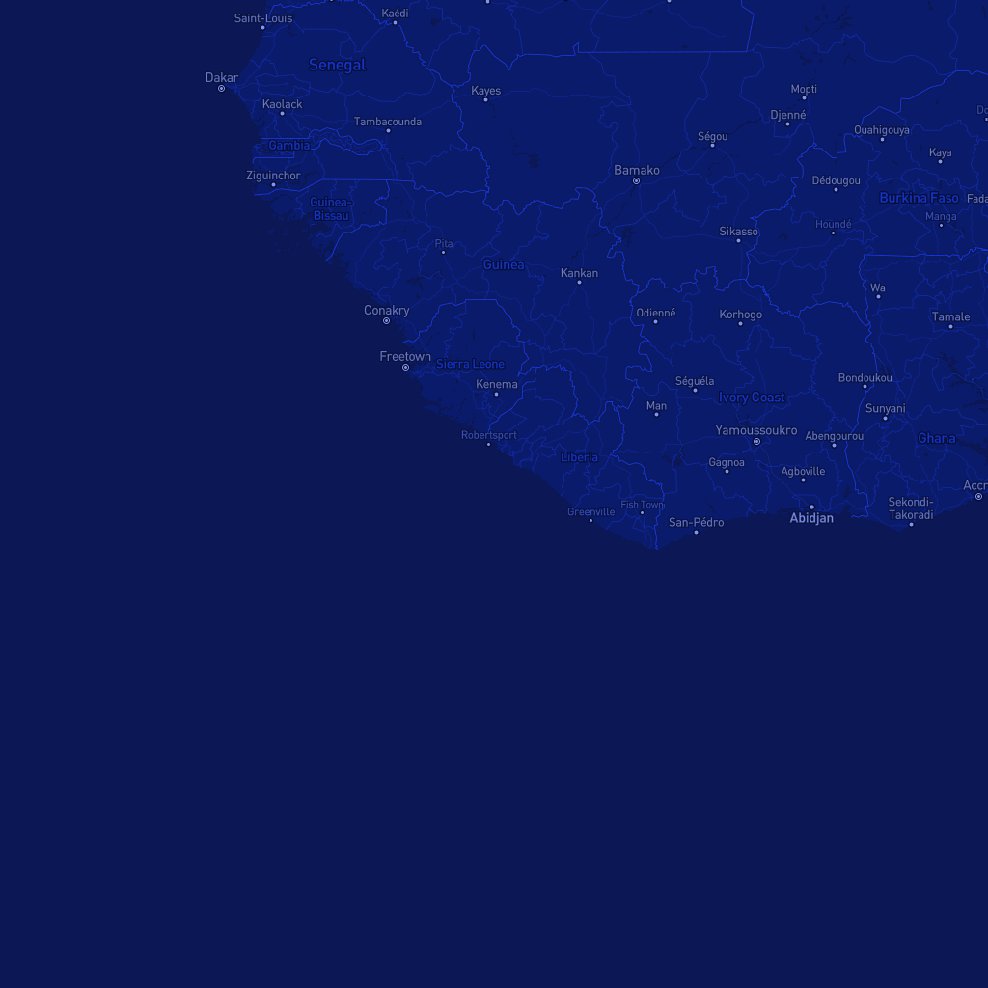 Saint-Louis
Kaédi
Senegal
Dakar
Kayes
Mopti
Kaolack
Djenné
Tambacounda
Ouahigouya
Ségou
Gambia
Kaya
Bamako
Ziguinchor
Dédougou
Burkina Faso
Fada
Guinea-
Bissau
Manga
Houndé
Sikasso
Pita
Guinea
Kankan
Wa
Conakry
Odienné
Korhogo
Tamale
Freetown
Sierra Leone
Bondoukou
Séguéla
Kenema
Ivory Coast
Man
Sunyani
Yamoussoukro
Robertsport
Abengourou
Ghana
Liberia
Gagnoa
Agboville
Accr
Fish Town
Sekondi-
Takoradi
Greenville
Abidjan
San-Pédro